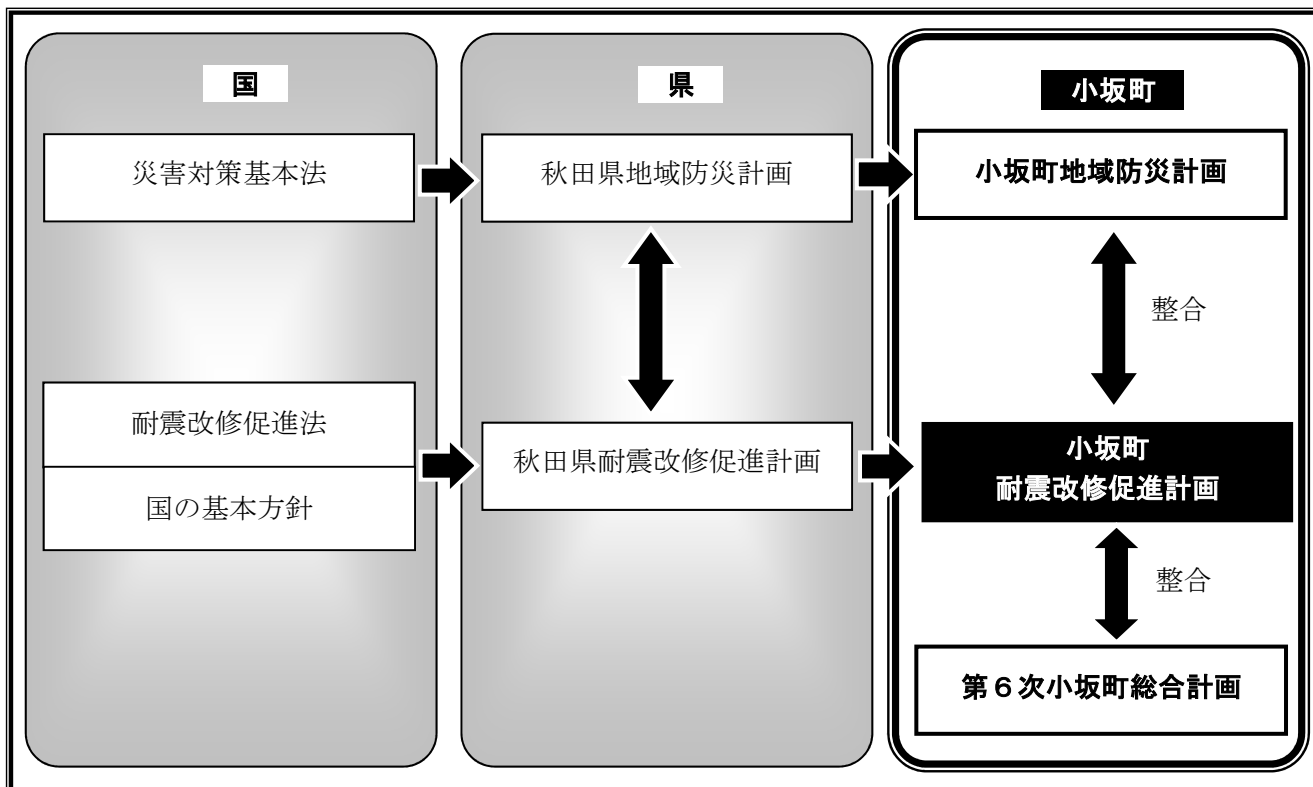 国
災害対策基本法
耐震改修促進法
国の基本方針
県
秋田県地域防災計画
秋田県耐震改修促進計画
小坂町
小坂町地域防災計画
整合
小坂町
耐震改修促進計画
整合
第６次小坂町総合計画